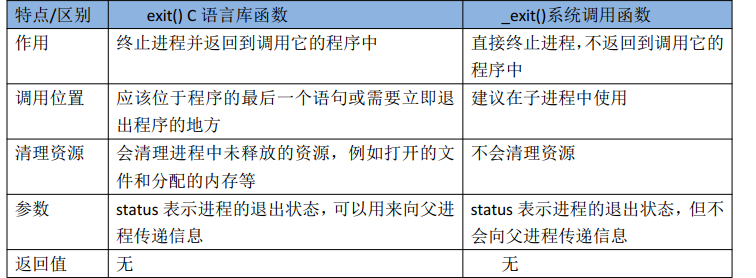 特点/区别 exit() C 语言库函数 _exit()系统调用函数
作用 终止进程并返回到调用它的程序中 直接终止进程，不返回到调用它的
程序中
调用位置 应该位于程序的最后一个语句或需要立即退 建议在子进程中使用
出程序的地方
清理资源 会清理进程中未释放的资源，例如打开的文 不会清理资源
件和分配的内存等
参数 status 表示进程的退出状态，可以用来向父进 status 表示进程的退出状态，但不
程传递信息 会向父进程传递信息
返回值 无 无